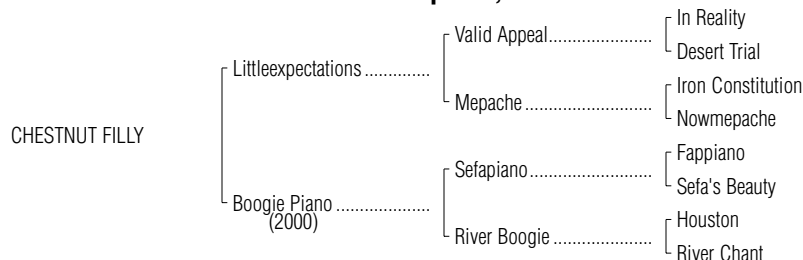 In Reality
Valid Appeal......................
Desert Trial
Littleexpectations ..............
Iron Constitution
Mepache ............................
Nowmepache
CHESTNUT FILLY
Fappiano
Sefapiano...........................
Sefa's Beauty
Boogie Piano ....................
(2000)
Houston
River Boogie .....................
River Chant